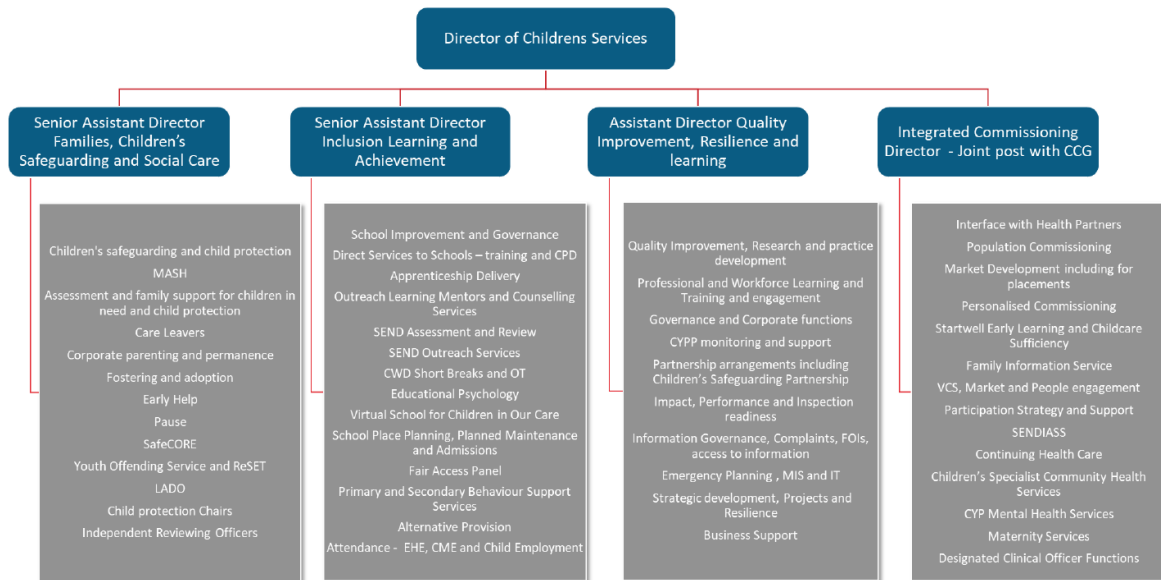 Director of Childrens Services
Senior Assistant Director
Families, Children’s
Safeguarding and Social Care
Senior Assistant Director
Inclusion Learning and
Achievement
Assistant Director Quality
Improvement, Resilience and
learning
Integrated Commissioning
Director - Joint post with CCG
Children's safeguarding and child protection
MASH
Assessment and family support for children in
need and child protection
Care Leavers
Corporate parenting and permanence
Fostering and adoption
Early Help
Pause
SafeCORE
Youth Offending Service and ReSET
LADO
Child protection Chairs
Independent Reviewing Officers
School Improvement and Governance
Direct Services to Schools – training and CPD
Apprenticeship Delivery
Outreach Learning Mentors and Counselling
Services
SEND Assessment and Review
SEND Outreach Services
CWD Short Breaks and OT
Educational Psychology
Virtual School for Children in Our Care
School Place Planning, Planned Maintenance
and Admissions
Fair Access Panel
Primary and Secondary Behaviour Support
Services
Alternative Provision
Attendance - EHE, CME and Child Employment
Quality Improvement, Research and practice
development
Professional and Workforce Learning and
Training and engagement
Governance and Corporate functions
CYPP monitoring and support
Partnership arrangements including
Children’s Safeguarding Partnership
Impact, Performance and Inspection
readiness
Information Governance, Complaints, FOIs,
access to information
Emergency Planning , MIS and IT
Strategic development, Projects and
Resilience
Business Support
Interface with Health Partners
Population Commissioning
Market Development including for
placements
Personalised Commissioning
Startwell Early Learning and Childcare
Sufficiency
Family Information Service
VCS, Market and People engagement
Participation Strategy and Support
SENDIASS
Continuing Health Care
Children’s Specialist Community Health
Services
CYP Mental Health Services
Maternity Services
Designated Clinical Officer Functions